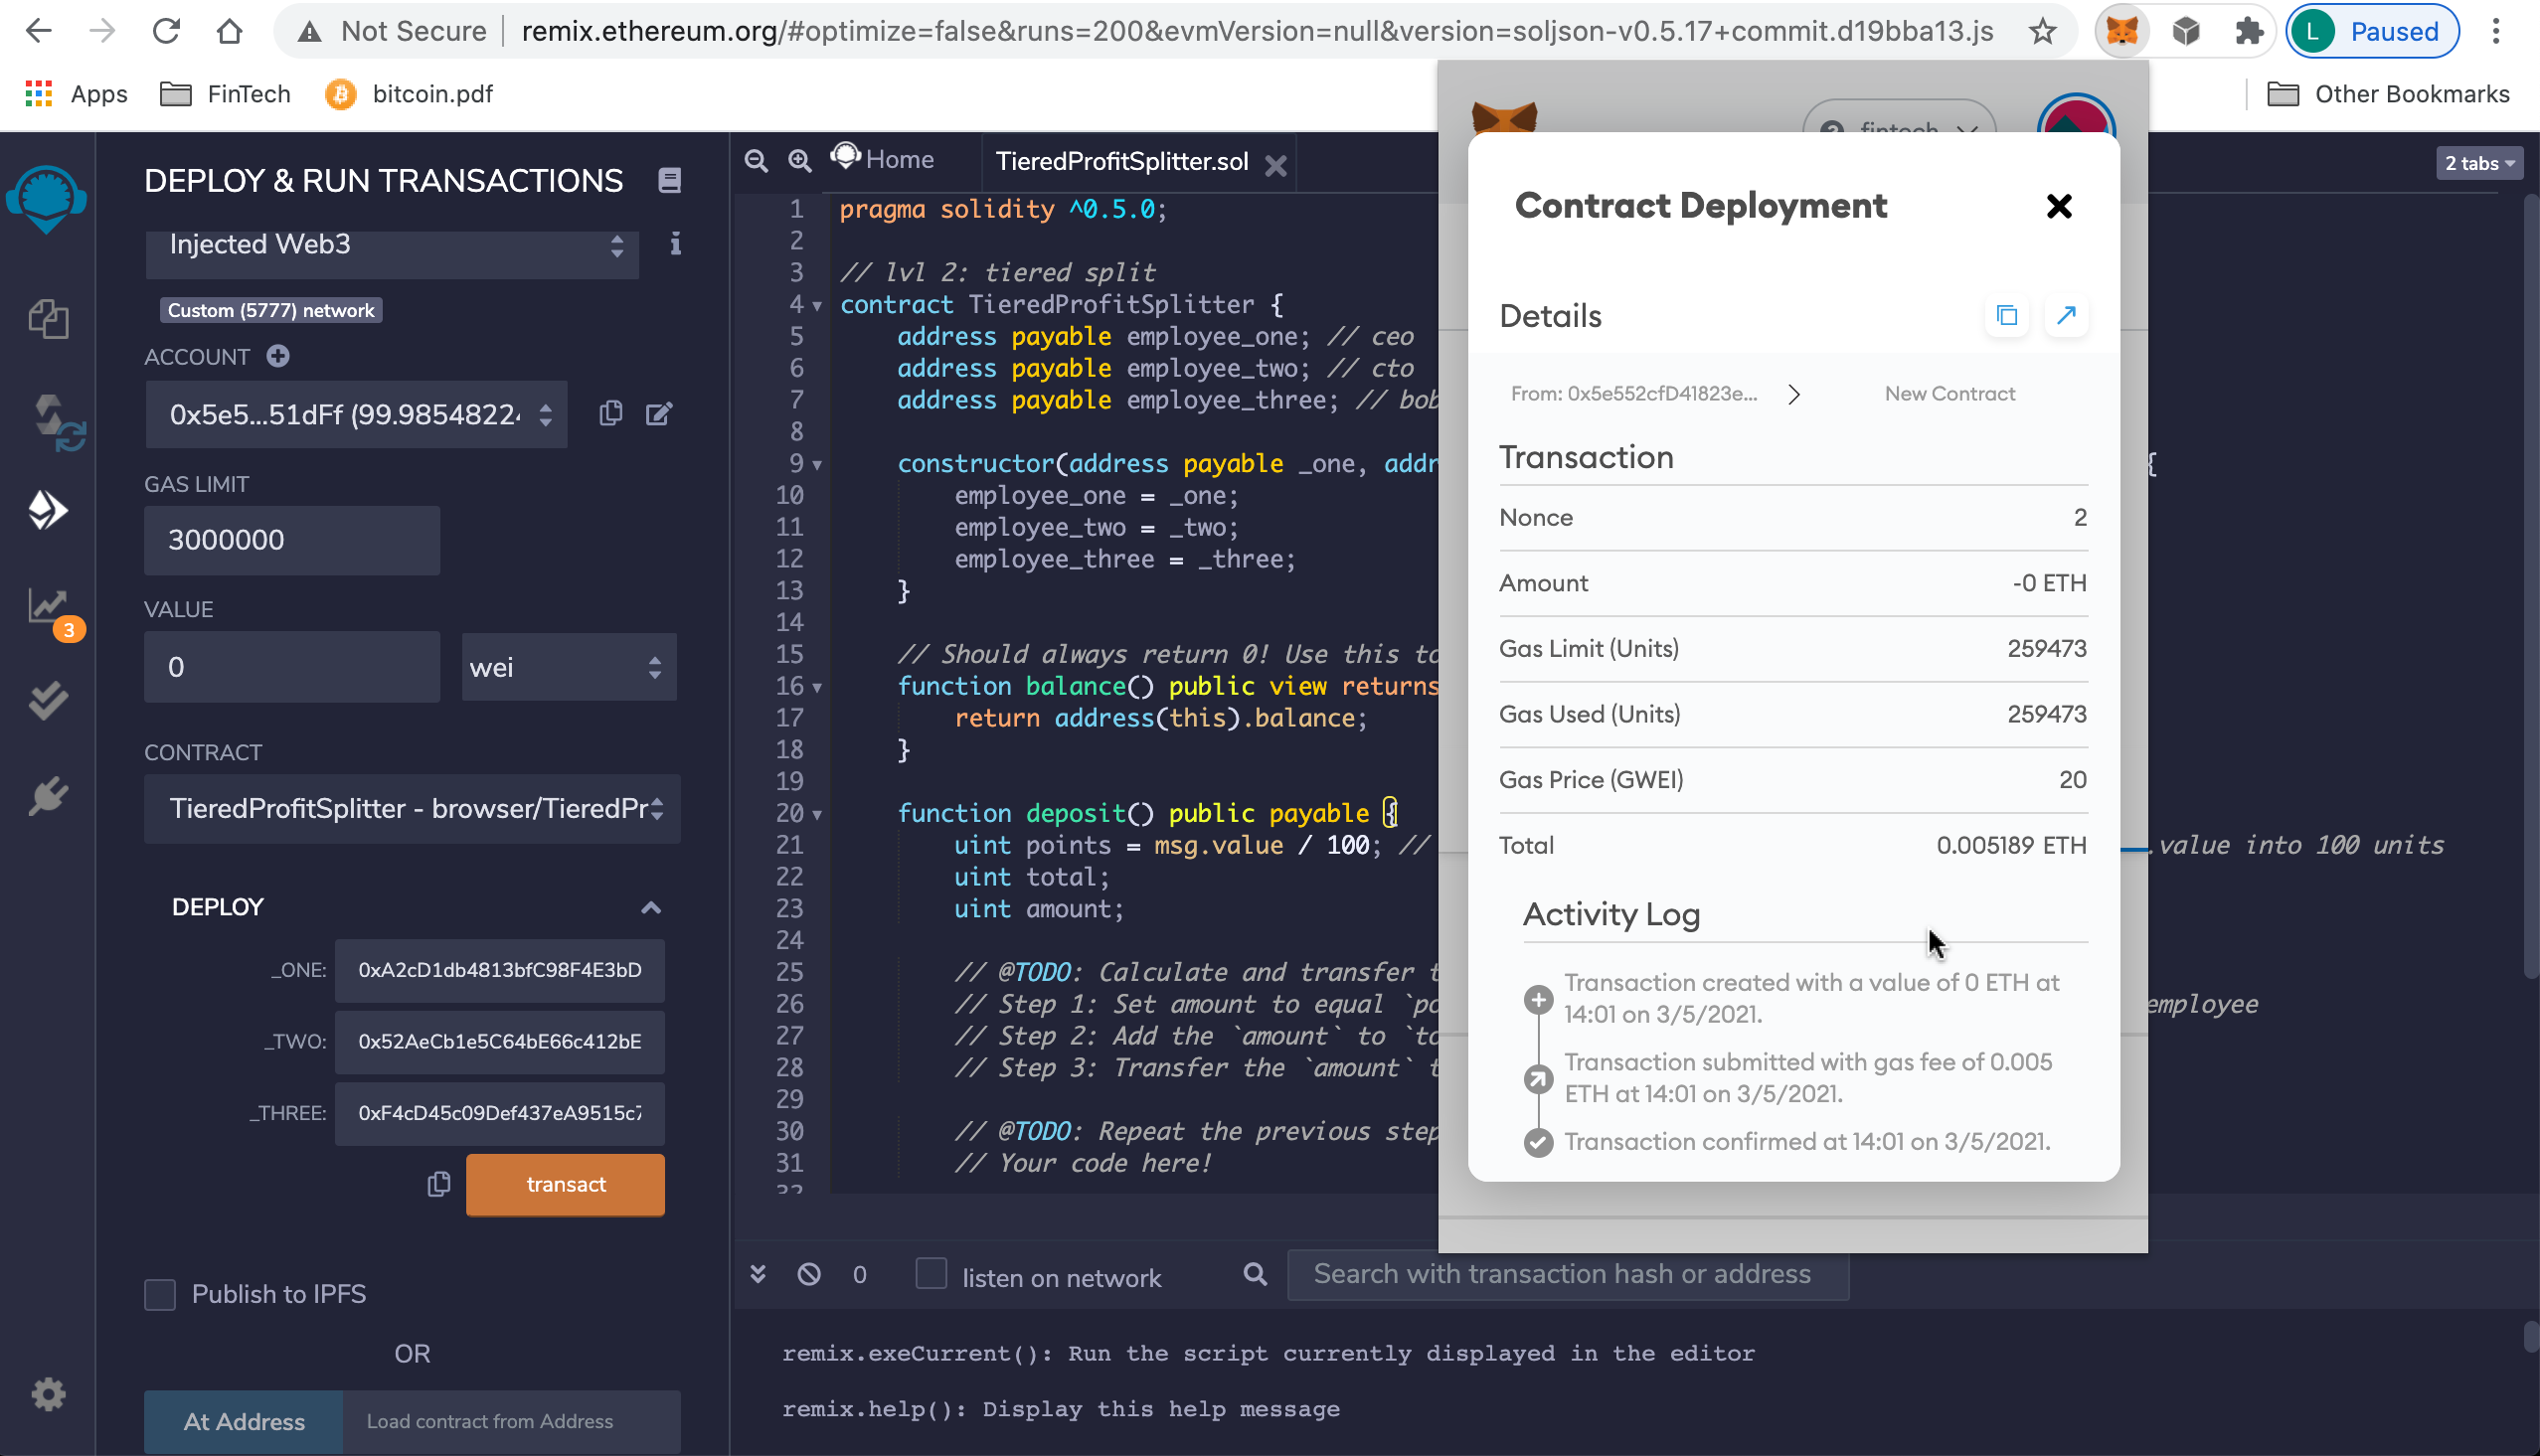 Not Secure
remix.ethereum.org/#optimize=false&runs=200&evmVersion=null&version=soljson-v0.5.17+commit.d19bba13.js
L
Paused
Apps
FinTech
bitcoin.pdf
Other Bookmarks
DEPLOY & RUN TRANSACTIONS
Injected Web3
Custom (5777) network
ACCOUNT
0x5e5...51dFf (99.98548224
GAS LIMIT
3000000
VALUE
0
wei
3
CONTRACT
TieredProfitSplitter - browser/TieredPr
DEPLOY
_ONE:
0xA2cD1db4813bfC98F4E3bD
_TWO:
0x52AeCb1e5C64bE66c412bE
_THREE:
0xF4cD45c09Def437eA9515c7
transact
Publish to IPFS
OR
At Address
Load contract from Address
Home
TieredProfitSplitter.sol
2 tabs
1 pragma solidity ^0.5.0;
2
3 // lvl 2: tiered split
4 contract TieredProfitSplitter {
5 address payable employee_one; // ceo
6 address payable employee_two; // cto
7 address payable employee_three; // bob
8
9 constructor(address payable _one, addr {
10 employee_one = _one;
11 employee_two = _two;
12 employee_three = _three;
13 }
14
15 // Should always return 0! Use this to
16 function balance() public view returns
17 return address(this).balance;
18 }
19
20 function deposit() public payable {
21 uint points = msg.value / 100; // .value into 100 units
22 uint total;
23 uint amount;
24
25 // @TODO: Calculate and transfer t
26 // Step 1: Set amount to equal `po employee
27 // Step 2: Add the `amount` to `to
28 // Step 3: Transfer the `amount` t
29
30 // @TODO: Repeat the previous step
31 // Your code here!
32
fintech
Contract Deployment
Details
From: 0x5e552cfD41823e...
New Contract
Transaction
Nonce 2
Amount -0 ETH
Gas Limit (Units) 259473
Gas Used (Units) 259473
Gas Price (GWEI) 20
Total 0.005189 ETH
Activity Log
Transaction created with a value of 0 ETH at
14:01 on 3/5/2021.
Transaction submitted with gas fee of 0.005
ETH at 14:01 on 3/5/2021.
Transaction confirmed at 14:01 on 3/5/2021.
0
listen on network
Search with transaction hash or address
remix.exeCurrent(): Run the script currently displayed in the editor
remix.help(): Display this help message